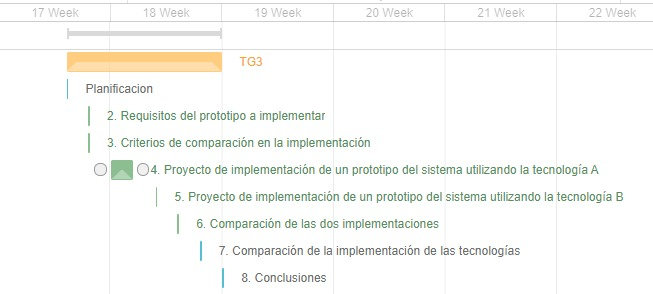 17 Week 18 Week 19 Week 20 Week 21 Week 22 Week
TG3
Planificacion
2. Requisitos del prototipo a implementar
3. Criterios de comparación en la implementación
4. Proyecto de implementación de un prototipo del sistema utilizando la tecnología A
5. Proyecto de implementación de un prototipo del sistema utilizando la tecnología B
6. Comparación de las dos implementaciones
7. Comparación de la implementación de las tecnologías
8. Conclusiones